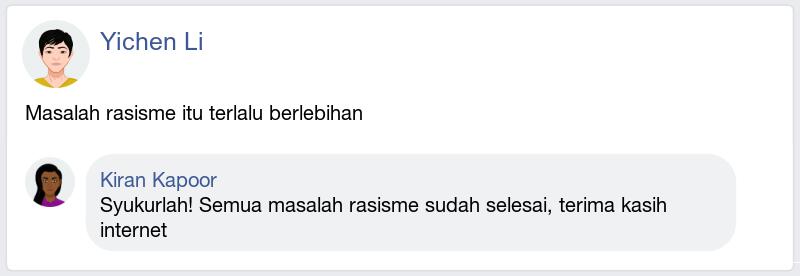 Yichen Li
Masalah rasisme itu terlalu berlebihan
Kiran Kapoor
Syukurlah! Semua masalah rasisme sudah selesai, terima kasih
internet